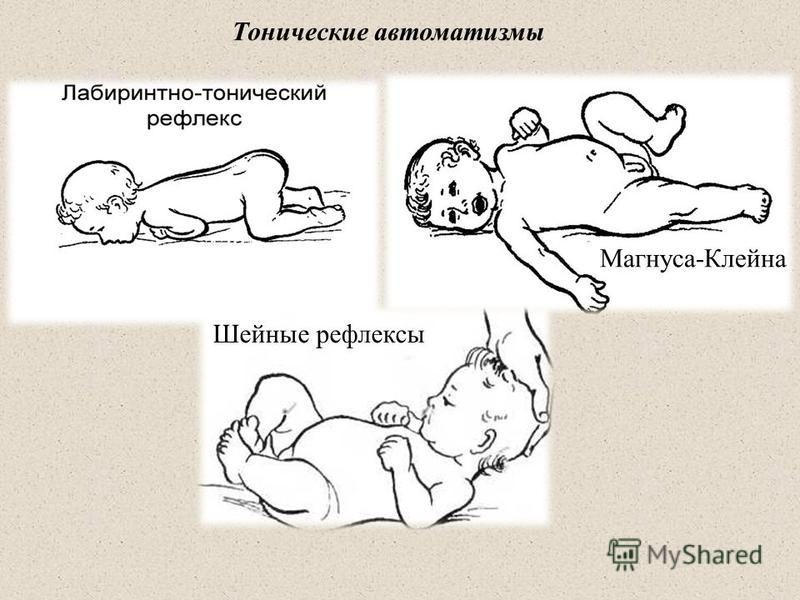 Тонические автоматизмы
Лабиринтно-тонический
рефлекс
Магнуса-Клейна
Шейные рефлексы
MyShared